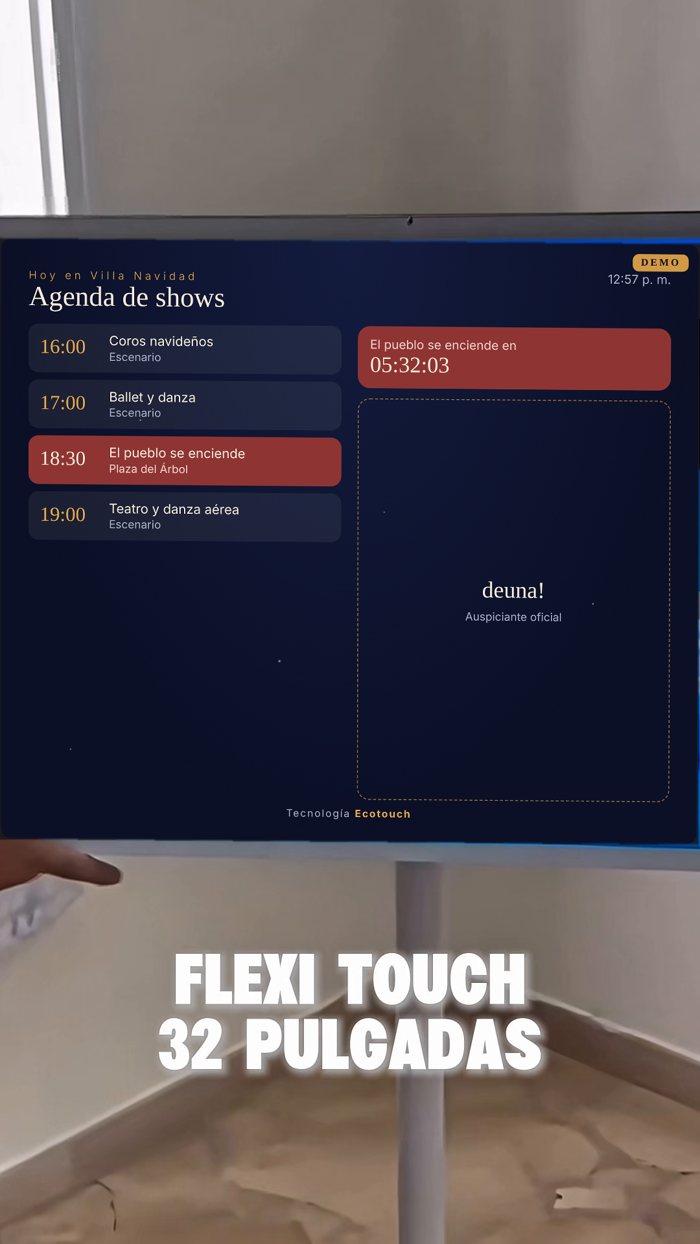 DEMO
12:57 p. m.
Hoy en Villa Navidad
Agenda de shows
16:00
Coros navideños
Escenario
17:00
Ballet y danza
Escenario
18:30
El pueblo se enciende
Plaza del Árbol
19:00
Teatro y danza aérea
Escenario
El pueblo se enciende en
05:32:03
deuna!
Auspiciante oficial
Tecnología Ecotouch
FLEXI TOUCH
32 PULGADAS